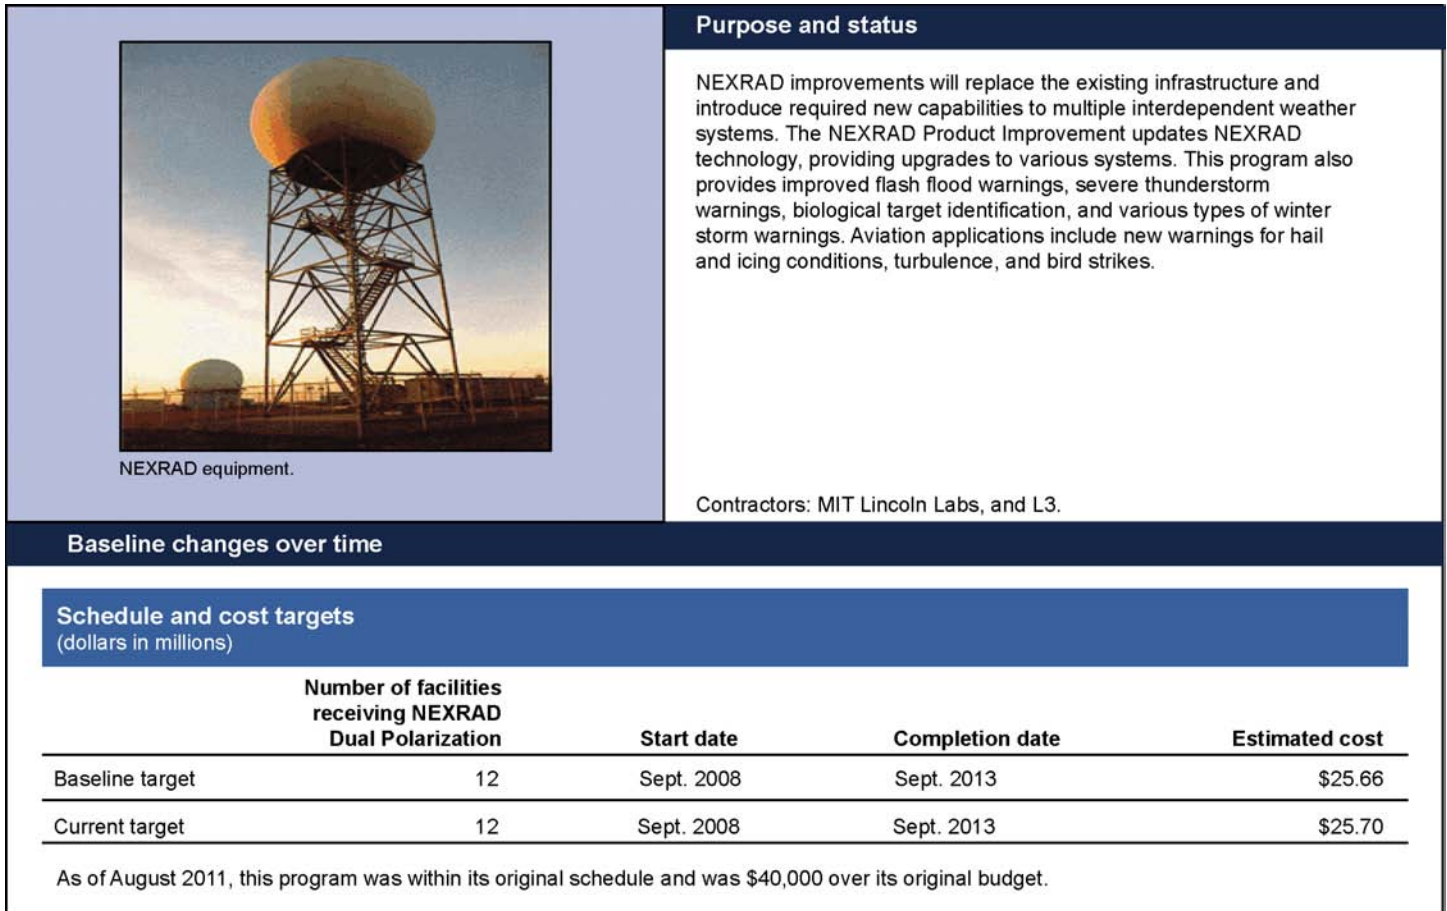 Purpose and status
NEXRAD improvements will replace the existing infrastructure and
introduce required new capabilities to multiple interdependent weather
systems. The NEXRAD Product Improvement updates NEXRAD
technology, providing upgrades to various systems. This program also
provides improved flash flood warnings, severe thunderstorm
warnings, biological target identification, and various types of winter
storm warnings. Aviation applications include new warnings for hail
and icing conditions, turbulence, and bird strikes.
NEXRAD equipment.
Contractors: MIT Lincoln Labs, and L3.
Baseline changes over time
Schedule and cost targets
(dollars in millions)
Number of facilities
receiving NEXRAD
Dual Polarization Start date Completion date Estimated cost
Baseline target 12 Sept. 2008 Sept. 2013 $25.66
Current target 12 Sept. 2008 Sept. 2013 $25.70
As of August 2011, this program was within its original schedule and was $40,000 over its original budget.